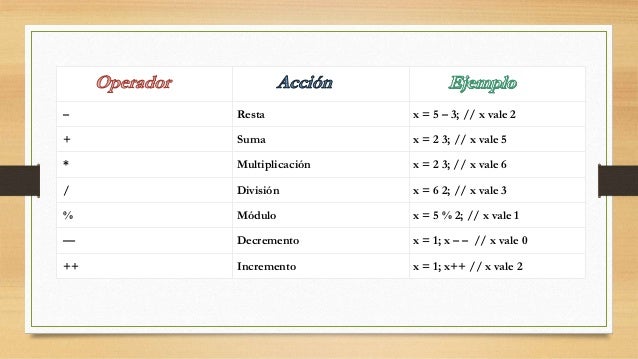 Operador Acción Ejemplo
– Resta x = 5 – 3; // x vale 2
+ Suma x = 2 3; // x vale 5
* Multiplicación x = 2 3; // x vale 6
/ División x = 6 2; // x vale 3
% Módulo x = 5 % 2; // x vale 1
— Decremento x = 1; x – – // x vale 0
++ Incremento x = 1; x++ // x vale 2